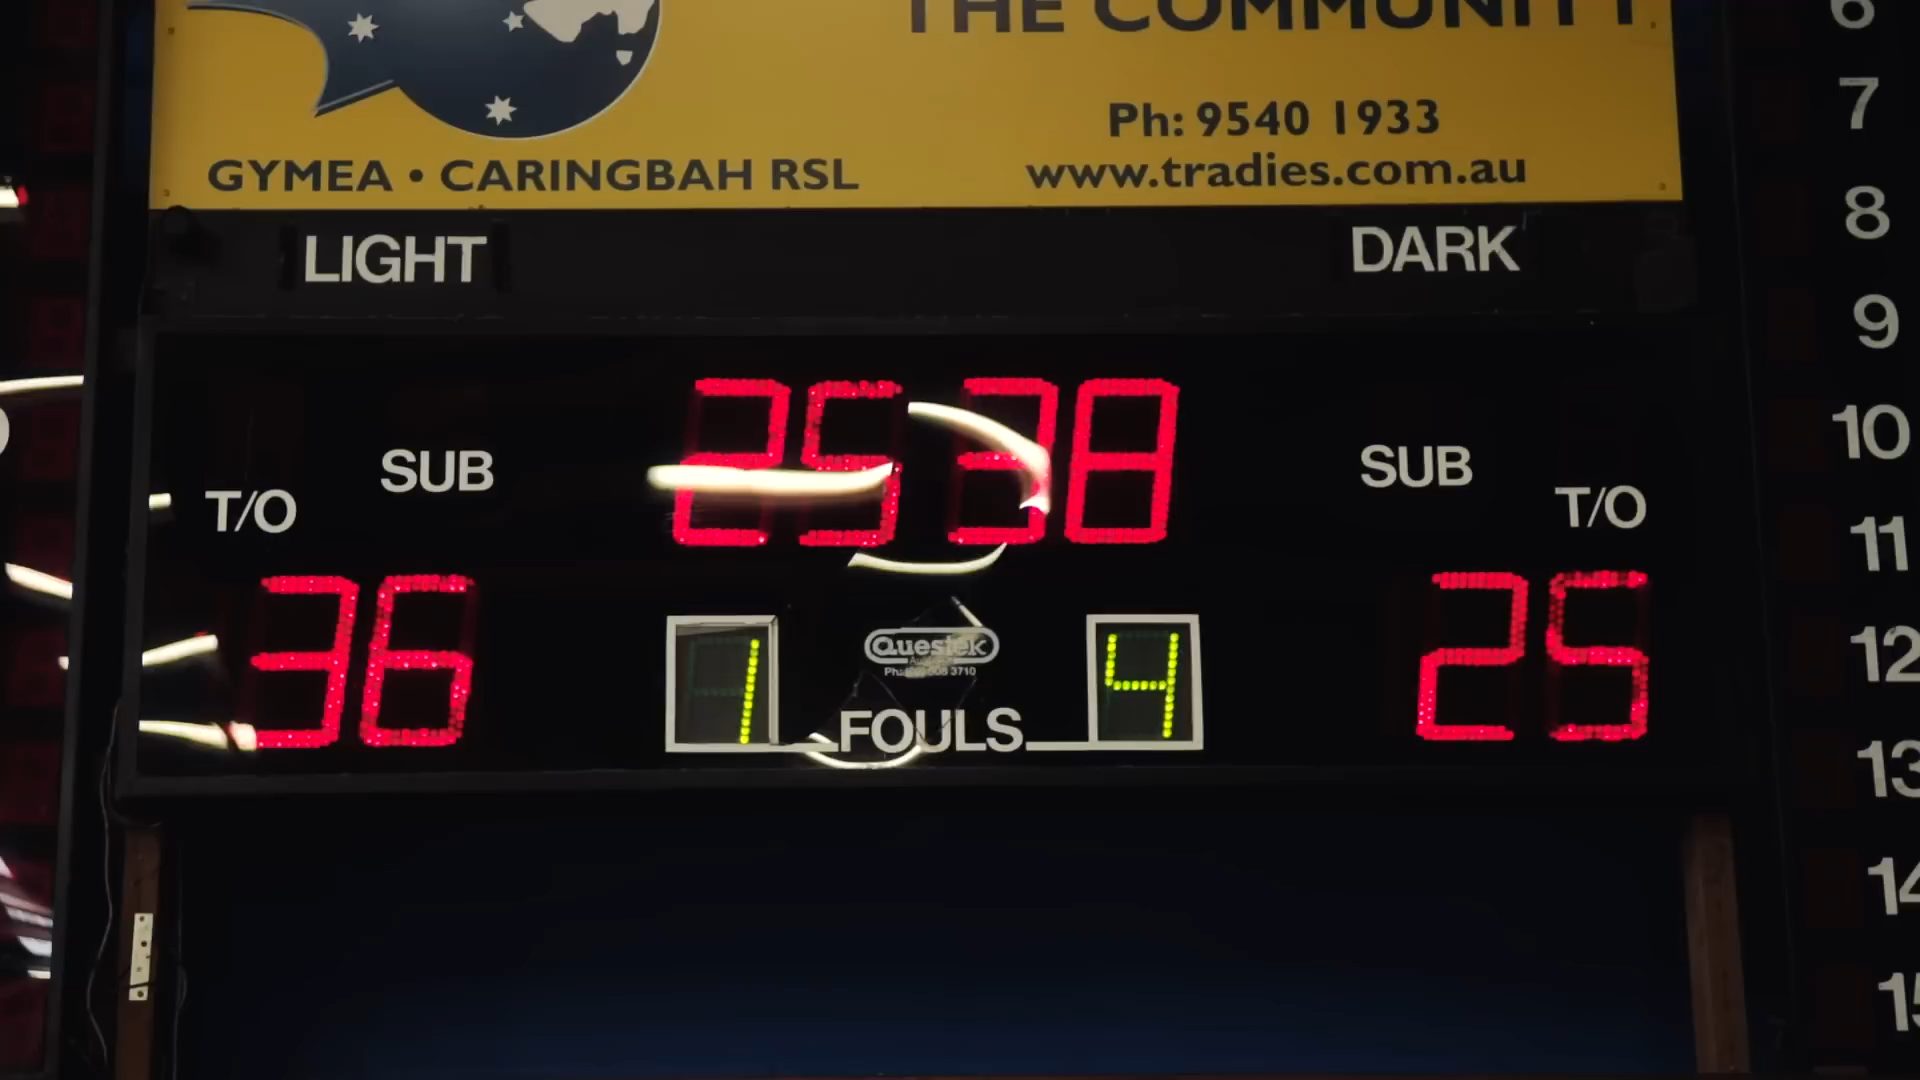 THE COMMUNITY
Ph: 9540 1933
www.tradies.com.au
GYMEA • CARINGBAH RSL
LIGHT
DARK
25 38
SUB
SUB
T/O
T/O
36
25
1
4
Questek
FOULS
6
7
8
9
10
11
12
13
14
15